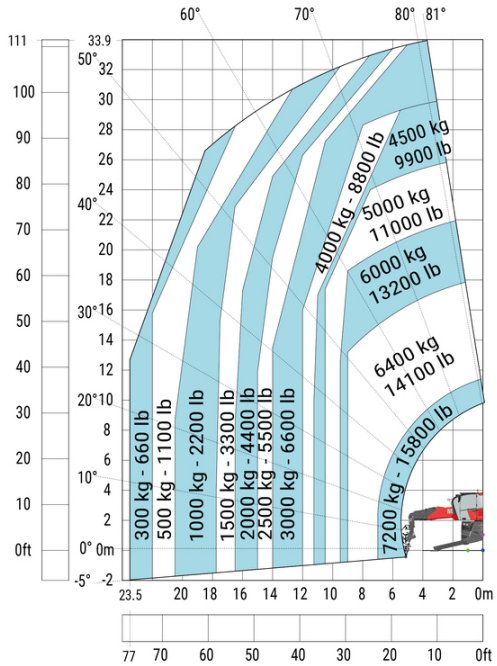 60° 70° 80° 81°
111 33.9
50°
32
100 30
28
90 26
24
80 22
40°
70 20
18
60 30° 16
14
50 12
40 20° 10
8
30 6
10°
20 4
2
10 0° 0m
0ft -5° -2
4500 kg
9900 lb
4000 kg - 8800 lb
5000 kg
11000 lb
6000 kg
13200 lb
6400 kg
14100 lb
7200 kg - 15800 lb
300 kg - 660 lb
500 kg - 1100 lb
1000 kg - 2200 lb
1500 kg - 3300 lb
2000 kg - 4400 lb
2500 kg - 5500 lb
3000 kg - 6600 lb
23.5 20 18 16 14 12 10 8 6 4 2 0m
77 70 60 50 40 30 20 10 0ft